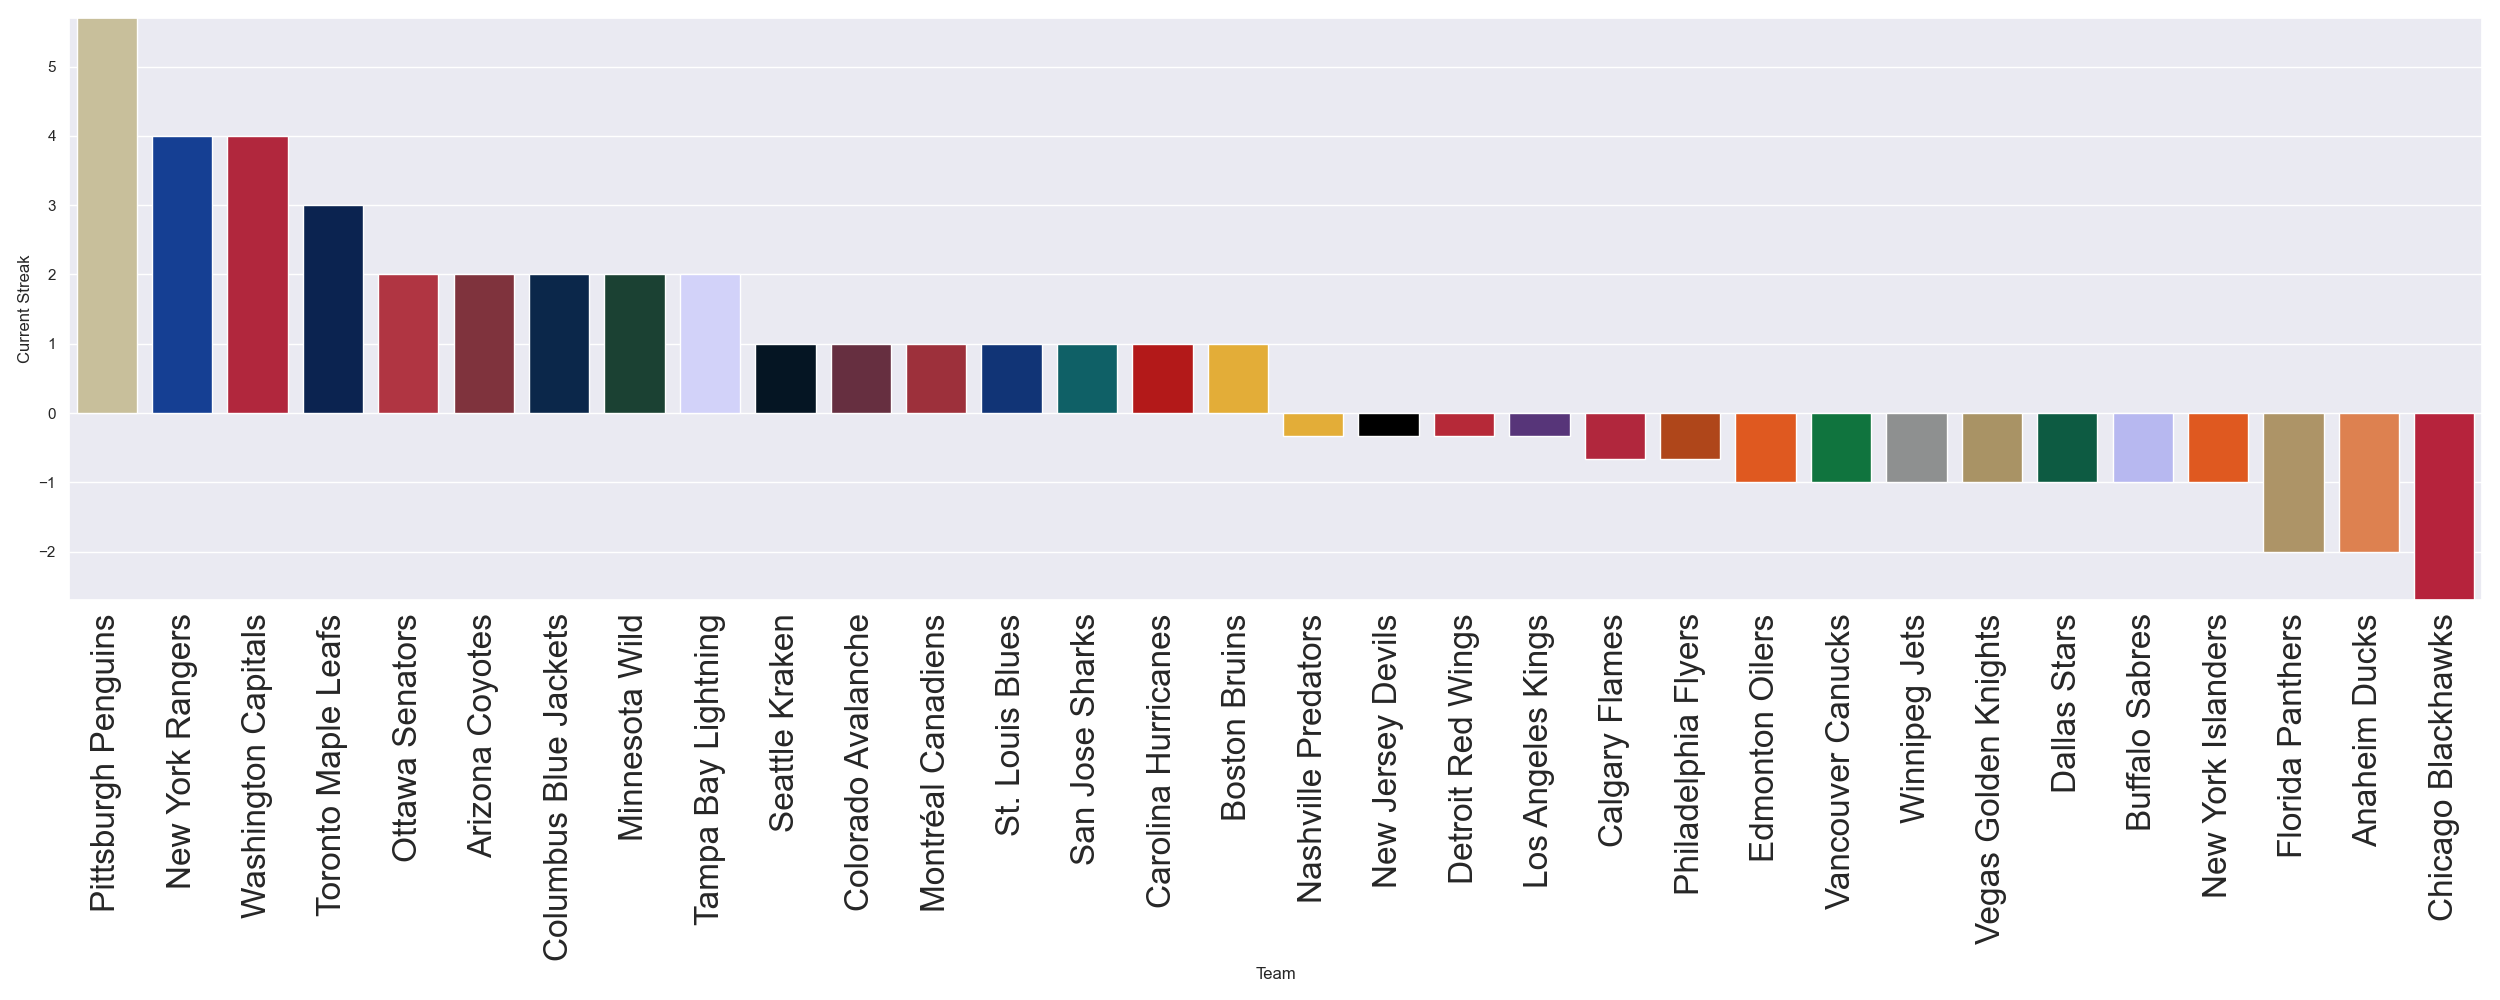 5
4
3
2
1
0
−1
−2
Current Streak
Pittsburgh Penguins
New York Rangers
Washington Capitals
Toronto Maple Leafs
Ottawa Senators
Arizona Coyotes
Columbus Blue Jackets
Minnesota Wild
Tampa Bay Lightning
Seattle Kraken
Colorado Avalanche
Montréal Canadiens
St. Louis Blues
San Jose Sharks
Carolina Hurricanes
Boston Bruins
Nashville Predators
New Jersey Devils
Detroit Red Wings
Los Angeles Kings
Calgary Flames
Philadelphia Flyers
Edmonton Oilers
Vancouver Canucks
Winnipeg Jets
Vegas Golden Knights
Dallas Stars
Buffalo Sabres
New York Islanders
Florida Panthers
Anaheim Ducks
Chicago Blackhawks
Team